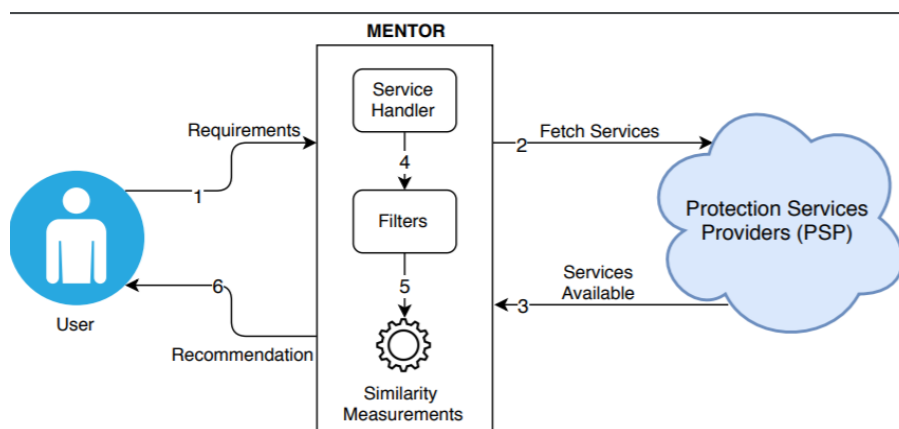 MENTOR
Service
Handler
Requirements
2
Fetch Services
4
1
Filters
Protection Services
Providers (PSP)
6
5
Services
Available
3
User
Recommendation
Similarity
Measurements